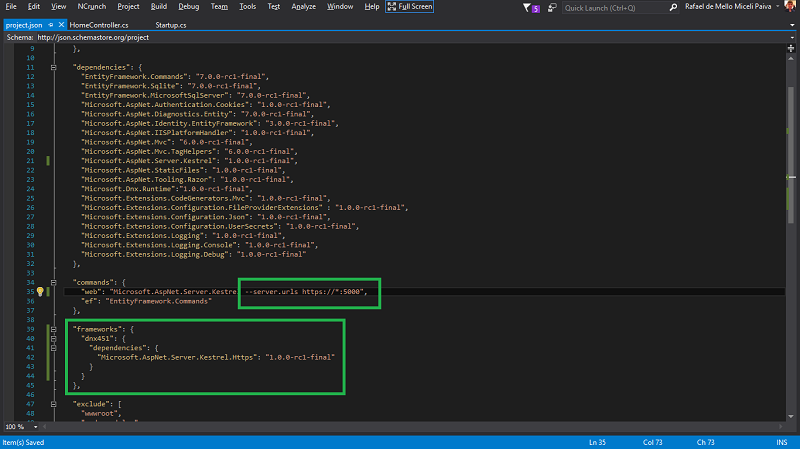 File Edit View NCrunch Project Build Debug Team Tools Test Analyze Window Help Full Screen 5 Quick Launch (Ctrl+Q) Rafael de Mello Miceli Paiva
project.json HomeController.cs Startup.cs
Schema: http://json.schemastore.org/project
9 },
10
11 "dependencies": {
12 "EntityFramework.Commands": "7.0.0-rc1-final",
13 "EntityFramework.Sqlite": "7.0.0-rc1-final",
14 "EntityFramework.MicrosoftSqlServer": "7.0.0-rc1-final",
15 "Microsoft.AspNet.Authentication.Cookies": "1.0.0-rc1-final",
16 "Microsoft.AspNet.Diagnostics.Entity": "7.0.0-rc1-final",
17 "Microsoft.AspNet.Identity.EntityFramework": "3.0.0-rc1-final",
18 "Microsoft.AspNet.IISPlatformHandler": "1.0.0-rc1-final",
19 "Microsoft.AspNet.Mvc": "6.0.0-rc1-final",
20 "Microsoft.AspNet.Mvc.TagHelpers": "6.0.0-rc1-final",
21 "Microsoft.AspNet.Server.Kestrel": "1.0.0-rc1-final",
22 "Microsoft.AspNet.StaticFiles": "1.0.0-rc1-final",
23 "Microsoft.AspNet.Tooling.Razor": "1.0.0-rc1-final",
24 "Microsoft.Dnx.Runtime":"1.0.0-rc1-final",
25 "Microsoft.Extensions.CodeGenerators.Mvc": "1.0.0-rc1-final",
26 "Microsoft.Extensions.Configuration.FileProviderExtensions" : "1.0.0-rc1-final",
27 "Microsoft.Extensions.Configuration.Json": "1.0.0-rc1-final",
28 "Microsoft.Extensions.Configuration.UserSecrets": "1.0.0-rc1-final",
29 "Microsoft.Extensions.Logging": "1.0.0-rc1-final",
30 "Microsoft.Extensions.Logging.Console": "1.0.0-rc1-final",
31 "Microsoft.Extensions.Logging.Debug": "1.0.0-rc1-final"
32 },
33
34 "commands": {
35 "web": "Microsoft.AspNet.Server.Kestrel --server.urls https://*:5000",
36 "ef": "EntityFramework.Commands"
37 },
38
39 "frameworks": {
40 "dnx451": {
41 "dependencies": {
42 "Microsoft.AspNet.Server.Kestrel.Https": "1.0.0-rc1-final"
43 }
44 }
45 },
46
47 "exclude": [
48 "wwwroot",
100 %
Item(s) Saved Ln 35 Col 73 Ch 73 INS